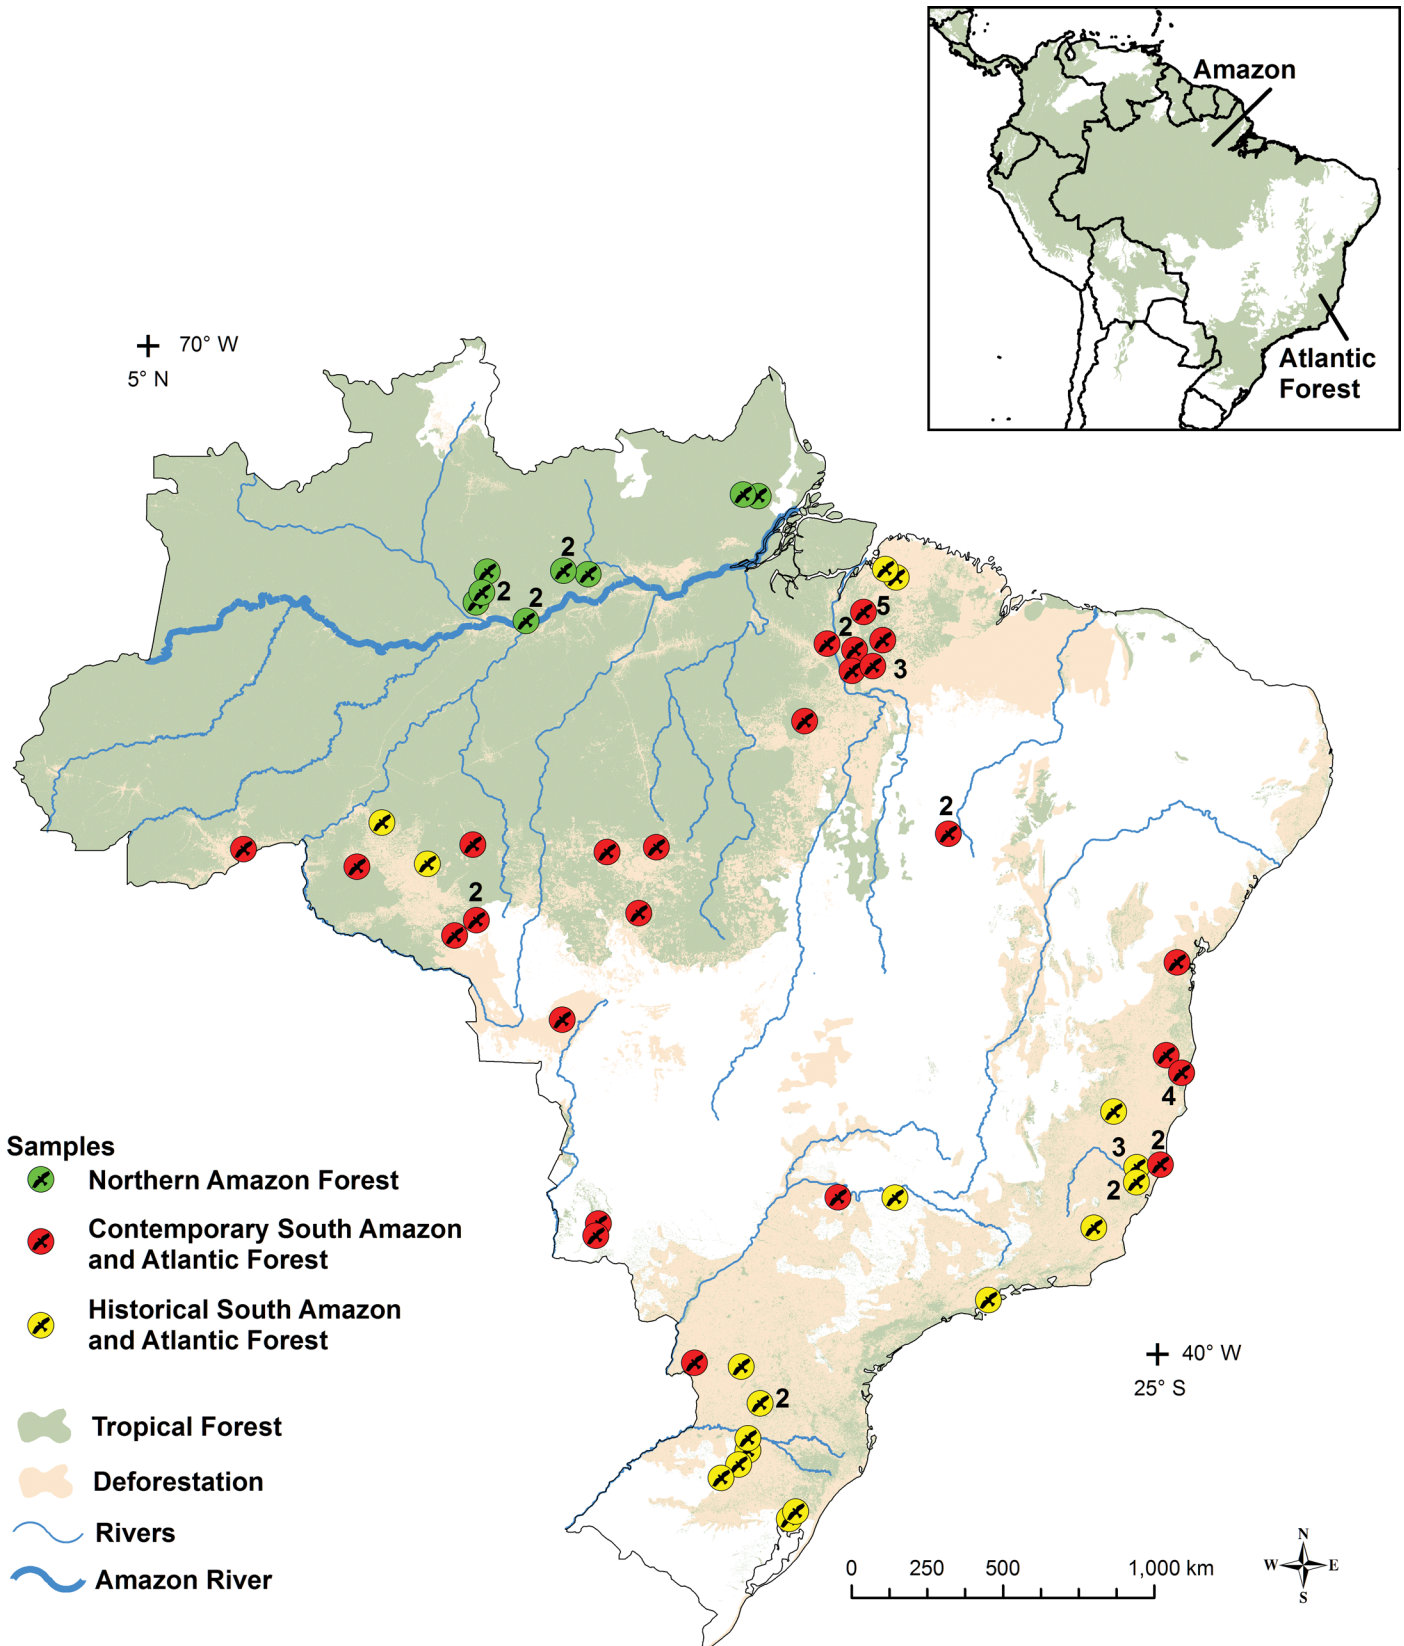 Amazon
Atlantic
Forest
70° W
5° N
2
2
2
5
2
3
2
2
4
3
2
2
40° W
25° S
2
Samples
Northern Amazon Forest
Contemporary South Amazon
and Atlantic Forest
Historical South Amazon
and Atlantic Forest
Tropical Forest
Deforestation
Rivers
Amazon River
0 250 500 1,000 km
N
W E
S